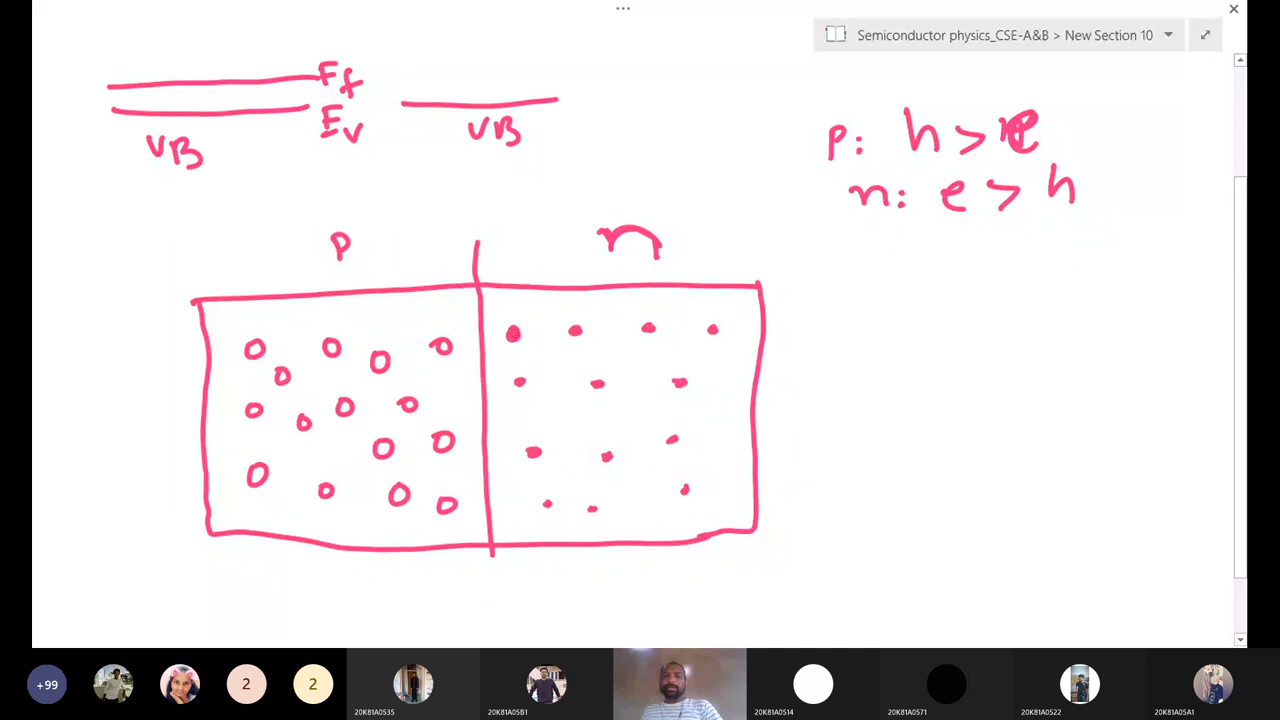 Semiconductor physics_CSE-A&B > New Section 10
Ef
Ev
VB
VB
p: h > e
n: e > h
p
n
+99
2
2
20K81A0535
20K81A05B1
20K81A0514
20K81A0571
20K81A0522
20K81A05A1